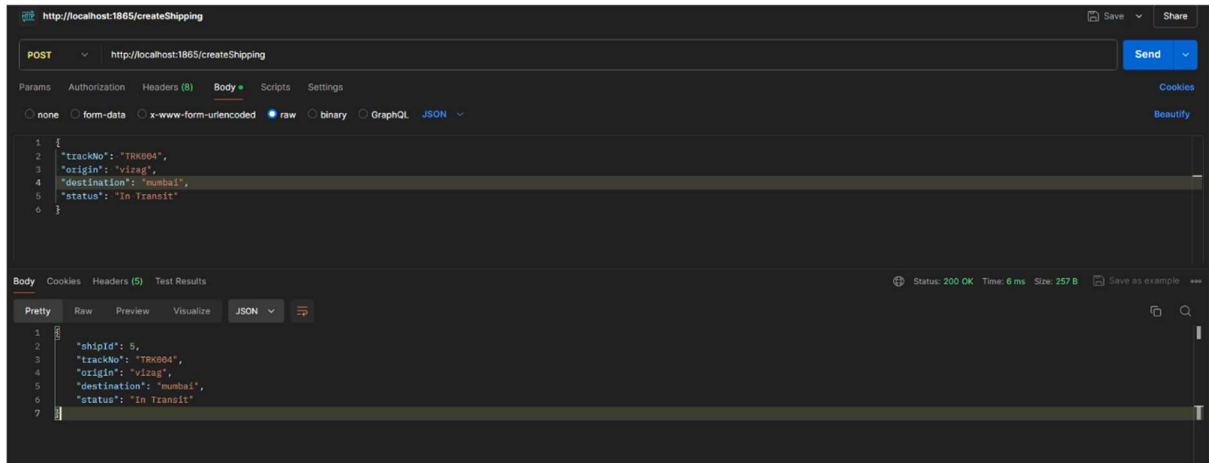 HTTP http://localhost:1865/createShipping Save Share
POST http://localhost:1865/createShipping Send
Params Authorization Headers (8) Body Scripts Settings Cookies
none form-data x-www-form-urlencoded raw binary GraphQL JSON Beautify
1 {
2 "trackNo": "TRK004",
3 "origin": "vizag",
4 "destination": "mumbai",
5 "status": "In Transit"
6 }
Body Cookies Headers (5) Test Results Status: 200 OK Time: 6 ms Size: 257 B Save as example
Pretty Raw Preview Visualize JSON
1 {
2 "shipId": 5,
3 "trackNo": "TRK004",
4 "origin": "vizag",
5 "destination": "mumbai",
6 "status": "In Transit"
7 }